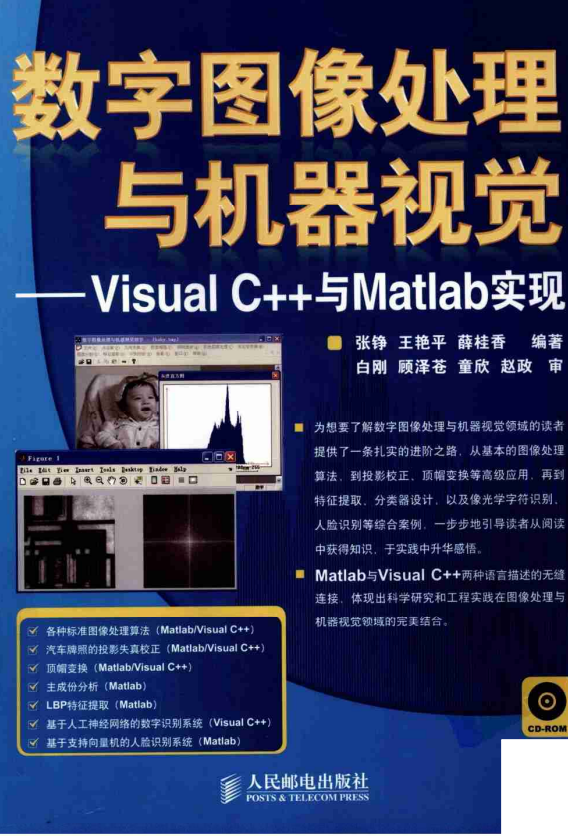 数字图像处理
与机器视觉
——Visual C++与Matlab实现
张铮 王艳平 薛桂香 编著
白刚 顾泽苍 童欣 赵政 审
为想要了解数字图像处理与机器视觉领域的读者
提供了一条扎实的进阶之路，从基本的图像处理
算法，到投影校正、顶帽变换等高级应用，再到
特征提取、分类器设计，以及像光学字符识别、
人脸识别等综合案例，一步步地引导读者从阅读
中获得知识，于实践中升华感悟。
Matlab与Visual C++两种语言描述的无缝
连接，体现出科学研究和工程实践在图像处理与
机器视觉领域的完美结合。
Figure 1
File Edit View Insert Tools Desktop Window Help
各种标准图像处理算法（Matlab/Visual C++）
汽车牌照的投影失真校正（Matlab/Visual C++）
顶帽变换（Matlab/Visual C++）
主成份分析（Matlab）
LBP特征提取（Matlab）
基于人工神经网络的数字识别系统（Visual C++）
基于支持向量机的人脸识别系统（Matlab）
CD-ROM
人民邮电出版社
POSTS & TELECOM PRESS